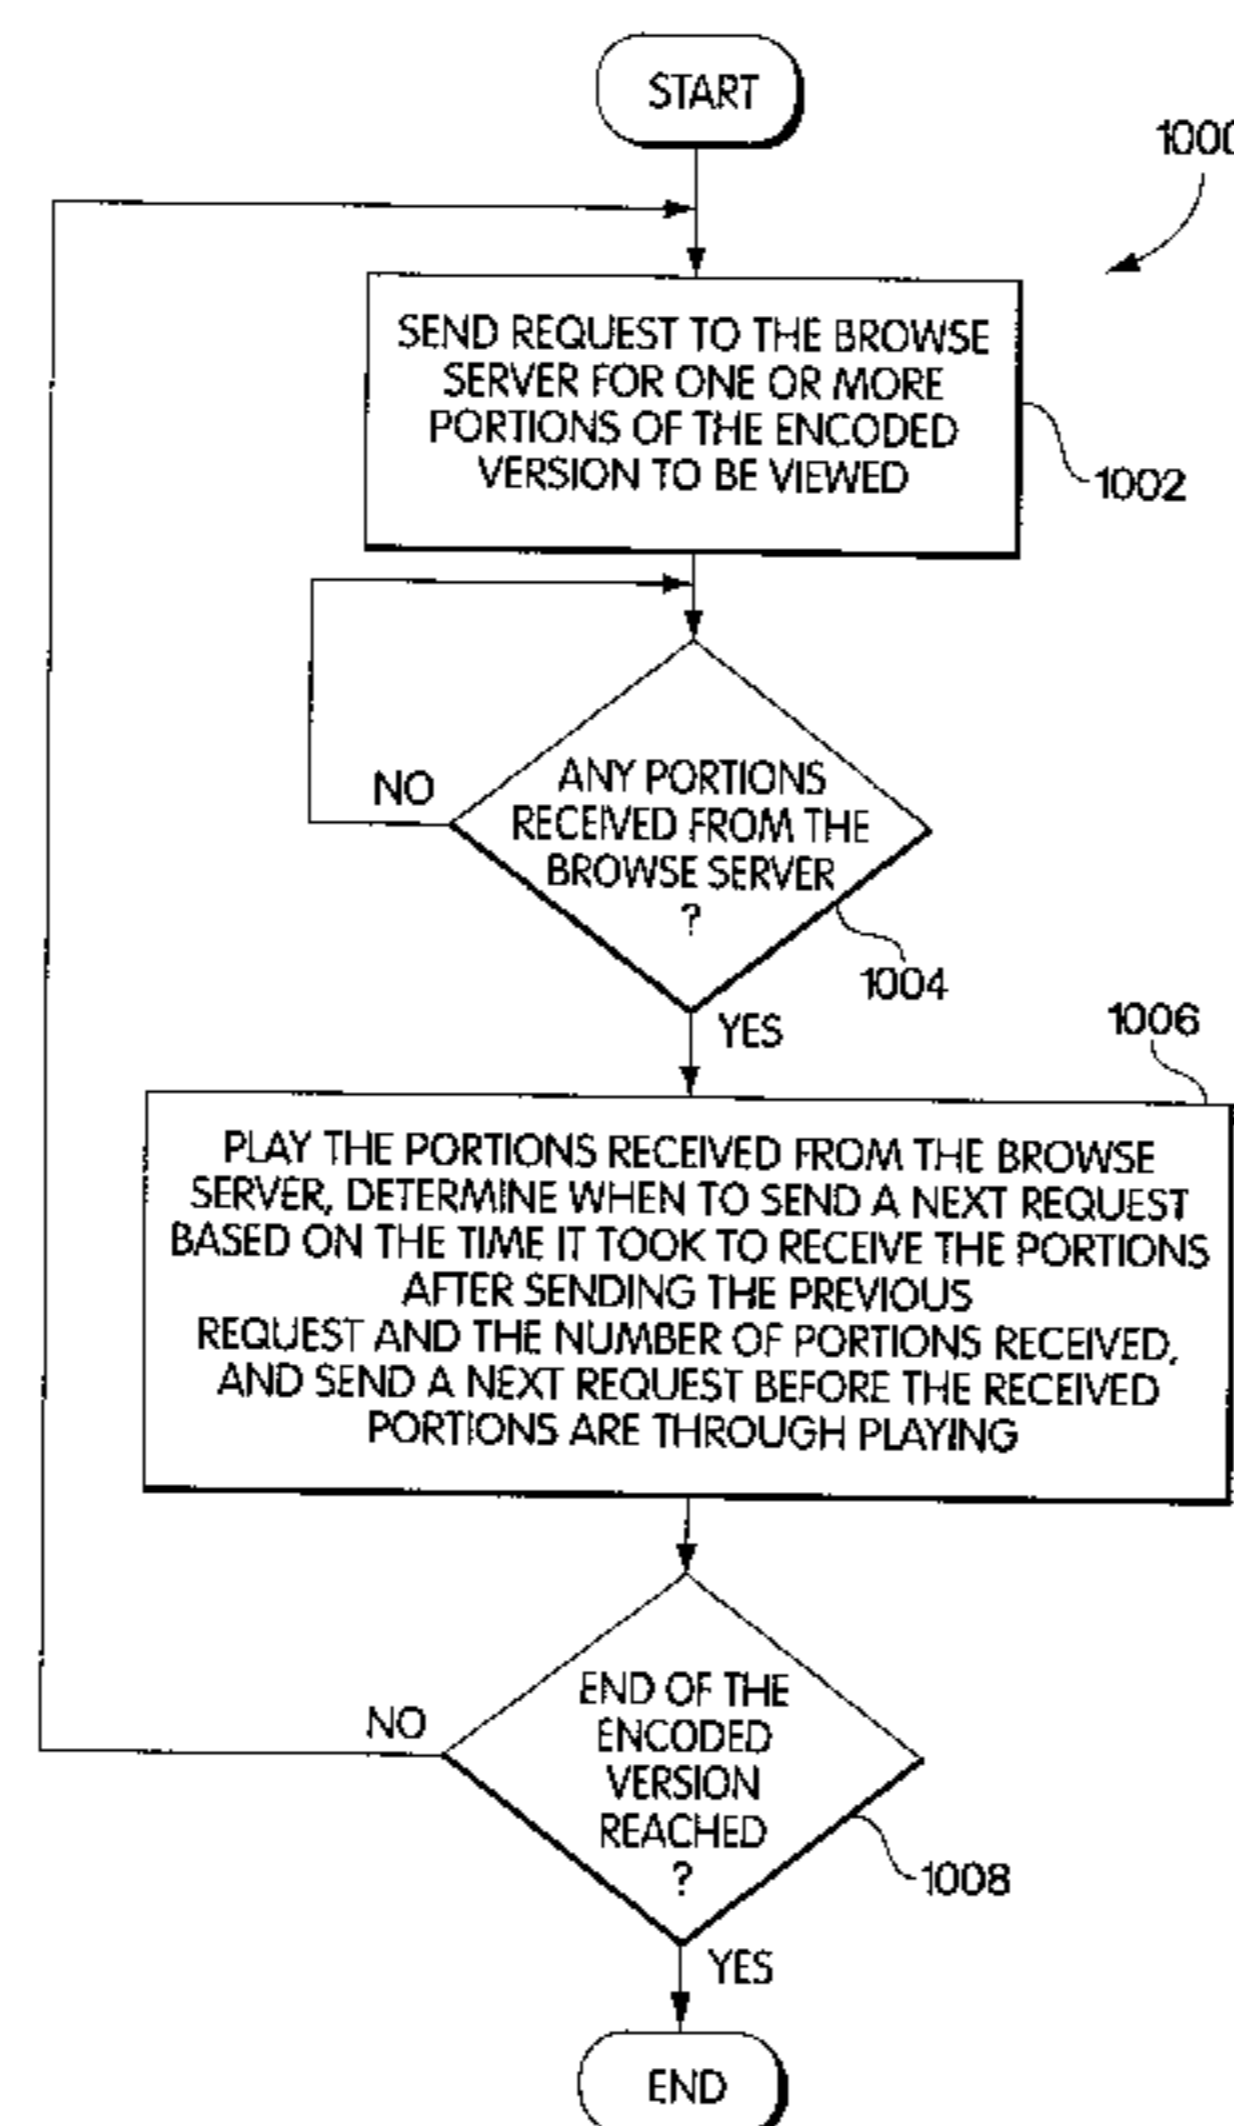 START
1000
SEND REQUEST TO THE BROWSE
SERVER FOR ONE OR MORE
PORTIONS OF THE ENCODED
VERSION TO BE VIEWED
1002
NO
ANY PORTIONS
RECEIVED FROM THE
BROWSE SERVER
?
1004
YES
1006
PLAY THE PORTIONS RECEIVED FROM THE BROWSE
SERVER, DETERMINE WHEN TO SEND A NEXT REQUEST
BASED ON THE TIME IT TOOK TO RECEIVE THE PORTIONS
AFTER SENDING THE PREVIOUS
REQUEST AND THE NUMBER OF PORTIONS RECEIVED,
AND SEND A NEXT REQUEST BEFORE THE RECEIVED
PORTIONS ARE THROUGH PLAYING
NO
END OF THE
ENCODED
VERSION
REACHED
?
1008
YES
END